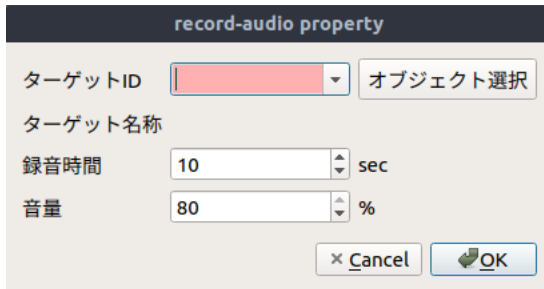 record-audio property
ターゲットID オブジェクト選択
ターゲット名称
録音時間 10 sec
音量 80 %
Cancel OK